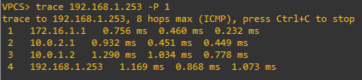 VPCS> trace 192.168.1.253 -P 1
trace to 192.168.1.253, 8 hops max (ICMP), press Ctrl+C to stop
1 172.16.1.1 0.756 ms 0.460 ms 0.232 ms
2 10.0.2.1 0.932 ms 0.451 ms 0.449 ms
3 10.0.1.2 1.290 ms 1.034 ms 0.778 ms
4 192.168.1.253 1.169 ms 0.868 ms 1.073 ms